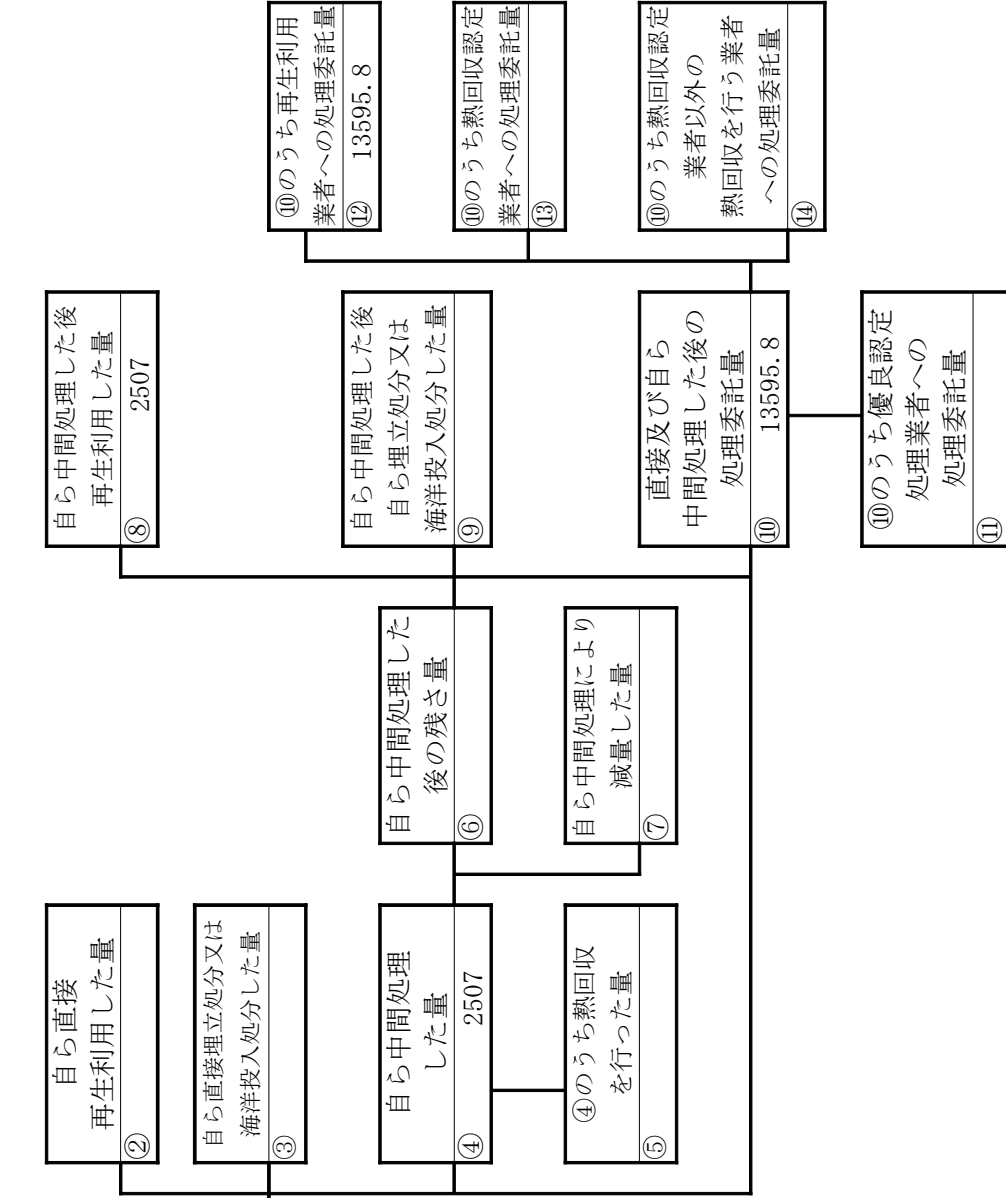 自ら直接
再生利用した量
②
自ら直接埋立処分又は
海洋投入処分した量
③
自ら中間処理
した量
④ 2507
④のうち熱回収
を行った量
⑤
自ら中間処理した
後の残さ量
⑥
自ら中間処理により
減量した量
⑦
自ら中間処理した後
再生利用した量
⑧ 2507
自ら中間処理した後
自ら埋立処分又は
海洋投入処分した量
⑨
直接及び自ら
中間処理した後の
処理委託量
⑩ 13595.8
⑩のうち優良認定
処理業者への
処理委託量
⑪
⑩のうち再生利用
業者への処理委託量
⑫ 13595.8
⑩のうち熱回収認定
業者への処理委託量
⑬
⑩のうち熱回収認定
業者以外の
熱回収を行う業者
への処理委託量
⑭